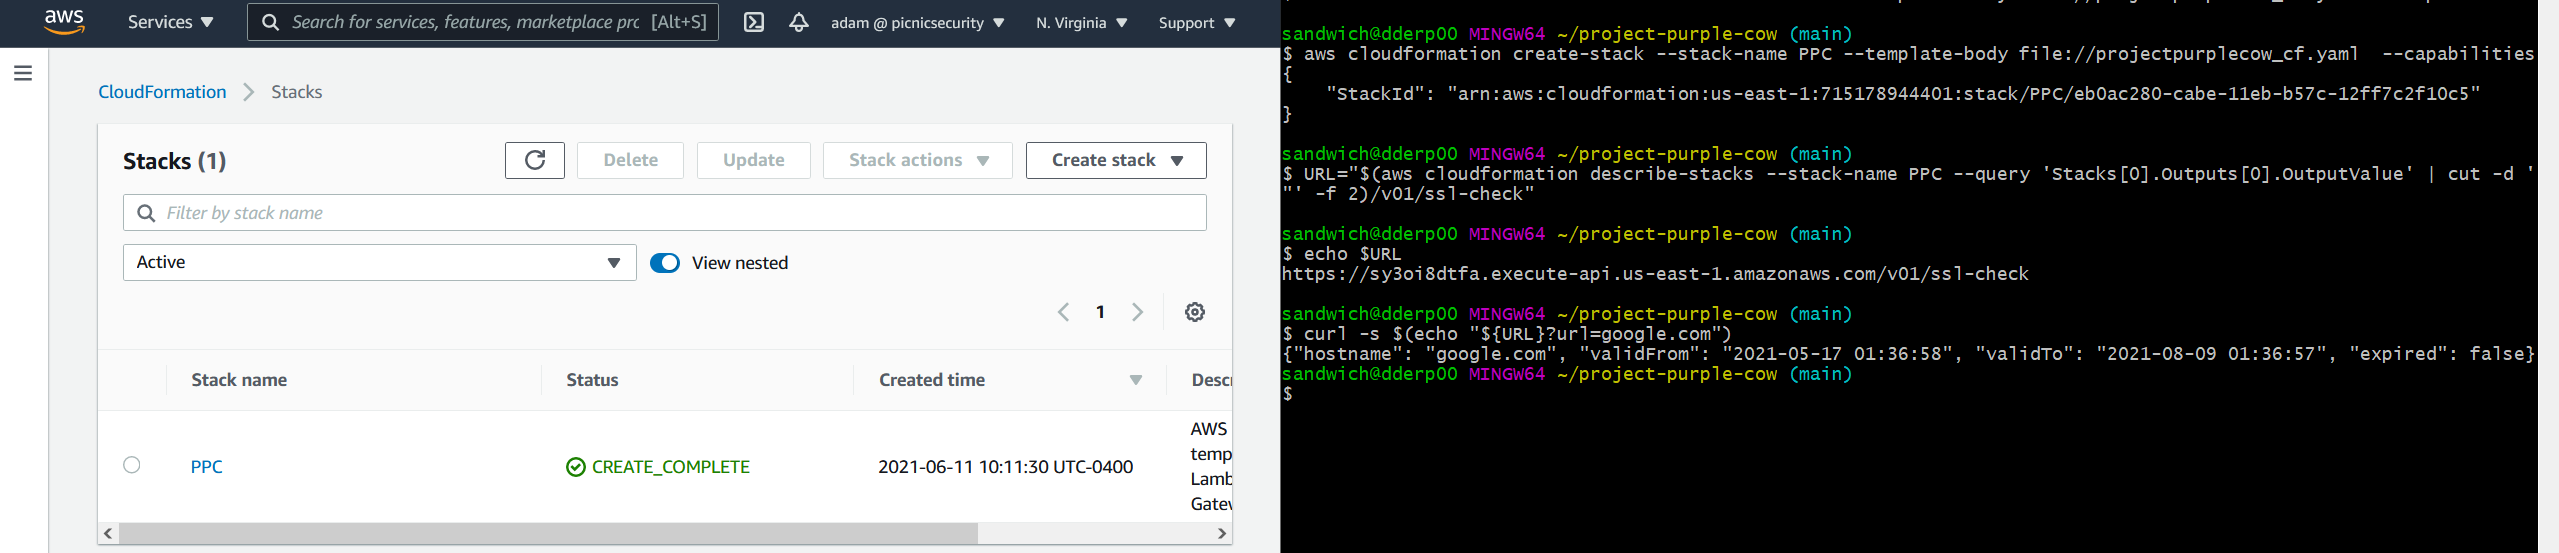 aws
Services
Search for services, features, marketplace prc [Alt+S]
adam @ picnicsecurity
N. Virginia
Support
CloudFormation
Stacks
Stacks (1)
Delete
Update
Stack actions
Create stack
Filter by stack name
Active
View nested
1
Stack name
Status
Created time
Descr
PPC
CREATE_COMPLETE
2021-06-11 10:11:30 UTC-0400
AWS
temp
Lamb
Gatew
sandwich@dderp00 MINGW64 ~/project-purple-cow (main)
$ aws cloudformation create-stack --stack-name PPC --template-body file://projectpurplecow_cf.yaml  --capabilities
{
    "StackId": "arn:aws:cloudformation:us-east-1:715178944401:stack/PPC/eb0ac280-cabe-11eb-b57c-12ff7c2f10c5"
}
sandwich@dderp00 MINGW64 ~/project-purple-cow (main)
$ URL="$(aws cloudformation describe-stacks --stack-name PPC --query 'Stacks[0].Outputs[0].OutputValue' | cut -d '
"' -f 2)/v01/ssl-check"
sandwich@dderp00 MINGW64 ~/project-purple-cow (main)
$ echo $URL
https://sy3oi8dtfa.execute-api.us-east-1.amazonaws.com/v01/ssl-check
sandwich@dderp00 MINGW64 ~/project-purple-cow (main)
$ curl -s $(echo "${URL}?url=google.com")
{"hostname": "google.com", "validFrom": "2021-05-17 01:36:58", "validTo": "2021-08-09 01:36:57", "expired": false}
sandwich@dderp00 MINGW64 ~/project-purple-cow (main)
$